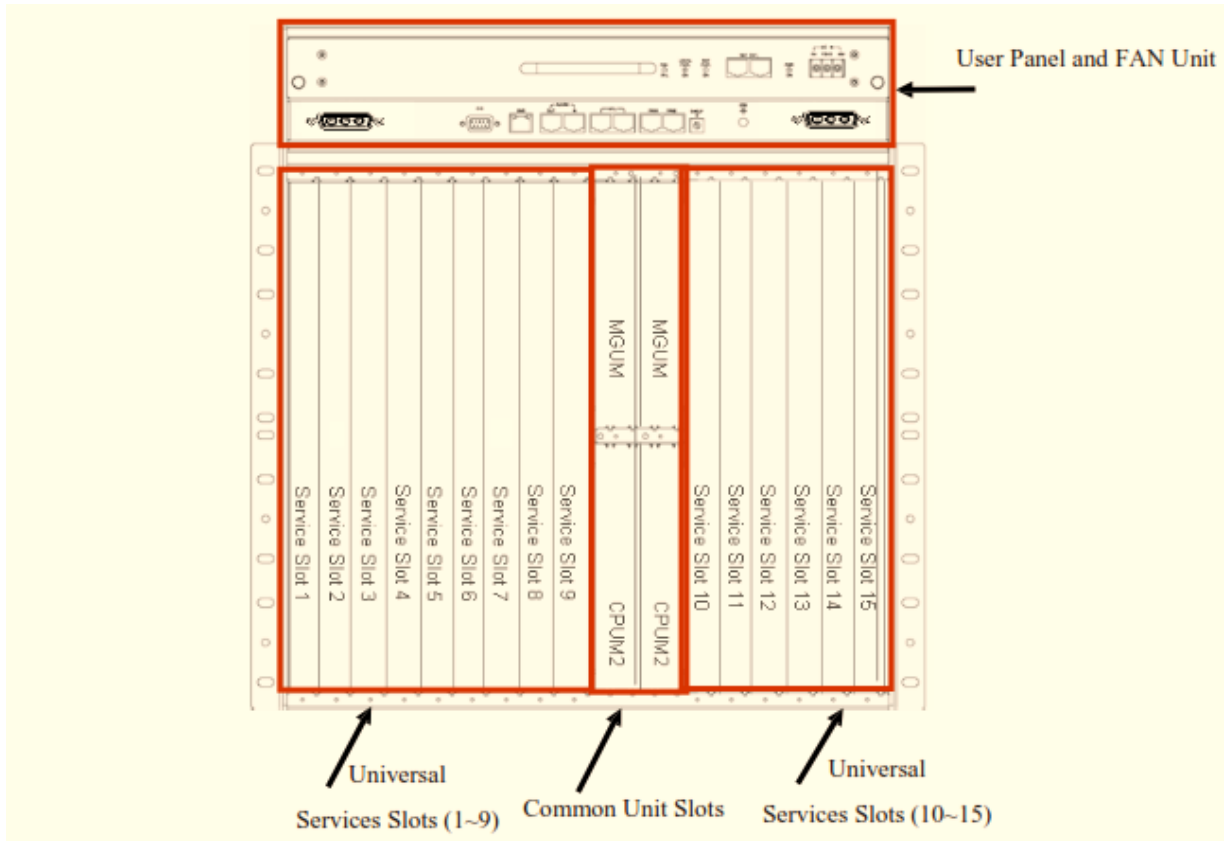 User Panel and FAN Unit
MGUM
MGUM
Service Slot 1
Service Slot 2
Service Slot 3
Service Slot 4
Service Slot 5
Service Slot 6
Service Slot 7
Service Slot 8
Service Slot 9
CPUM2
CPUM2
Service Slot 10
Service Slot 11
Service Slot 12
Service Slot 13
Service Slot 14
Service Slot 15
Universal
Services Slots (1~9)
Common Unit Slots
Universal
Services Slots (10~15)